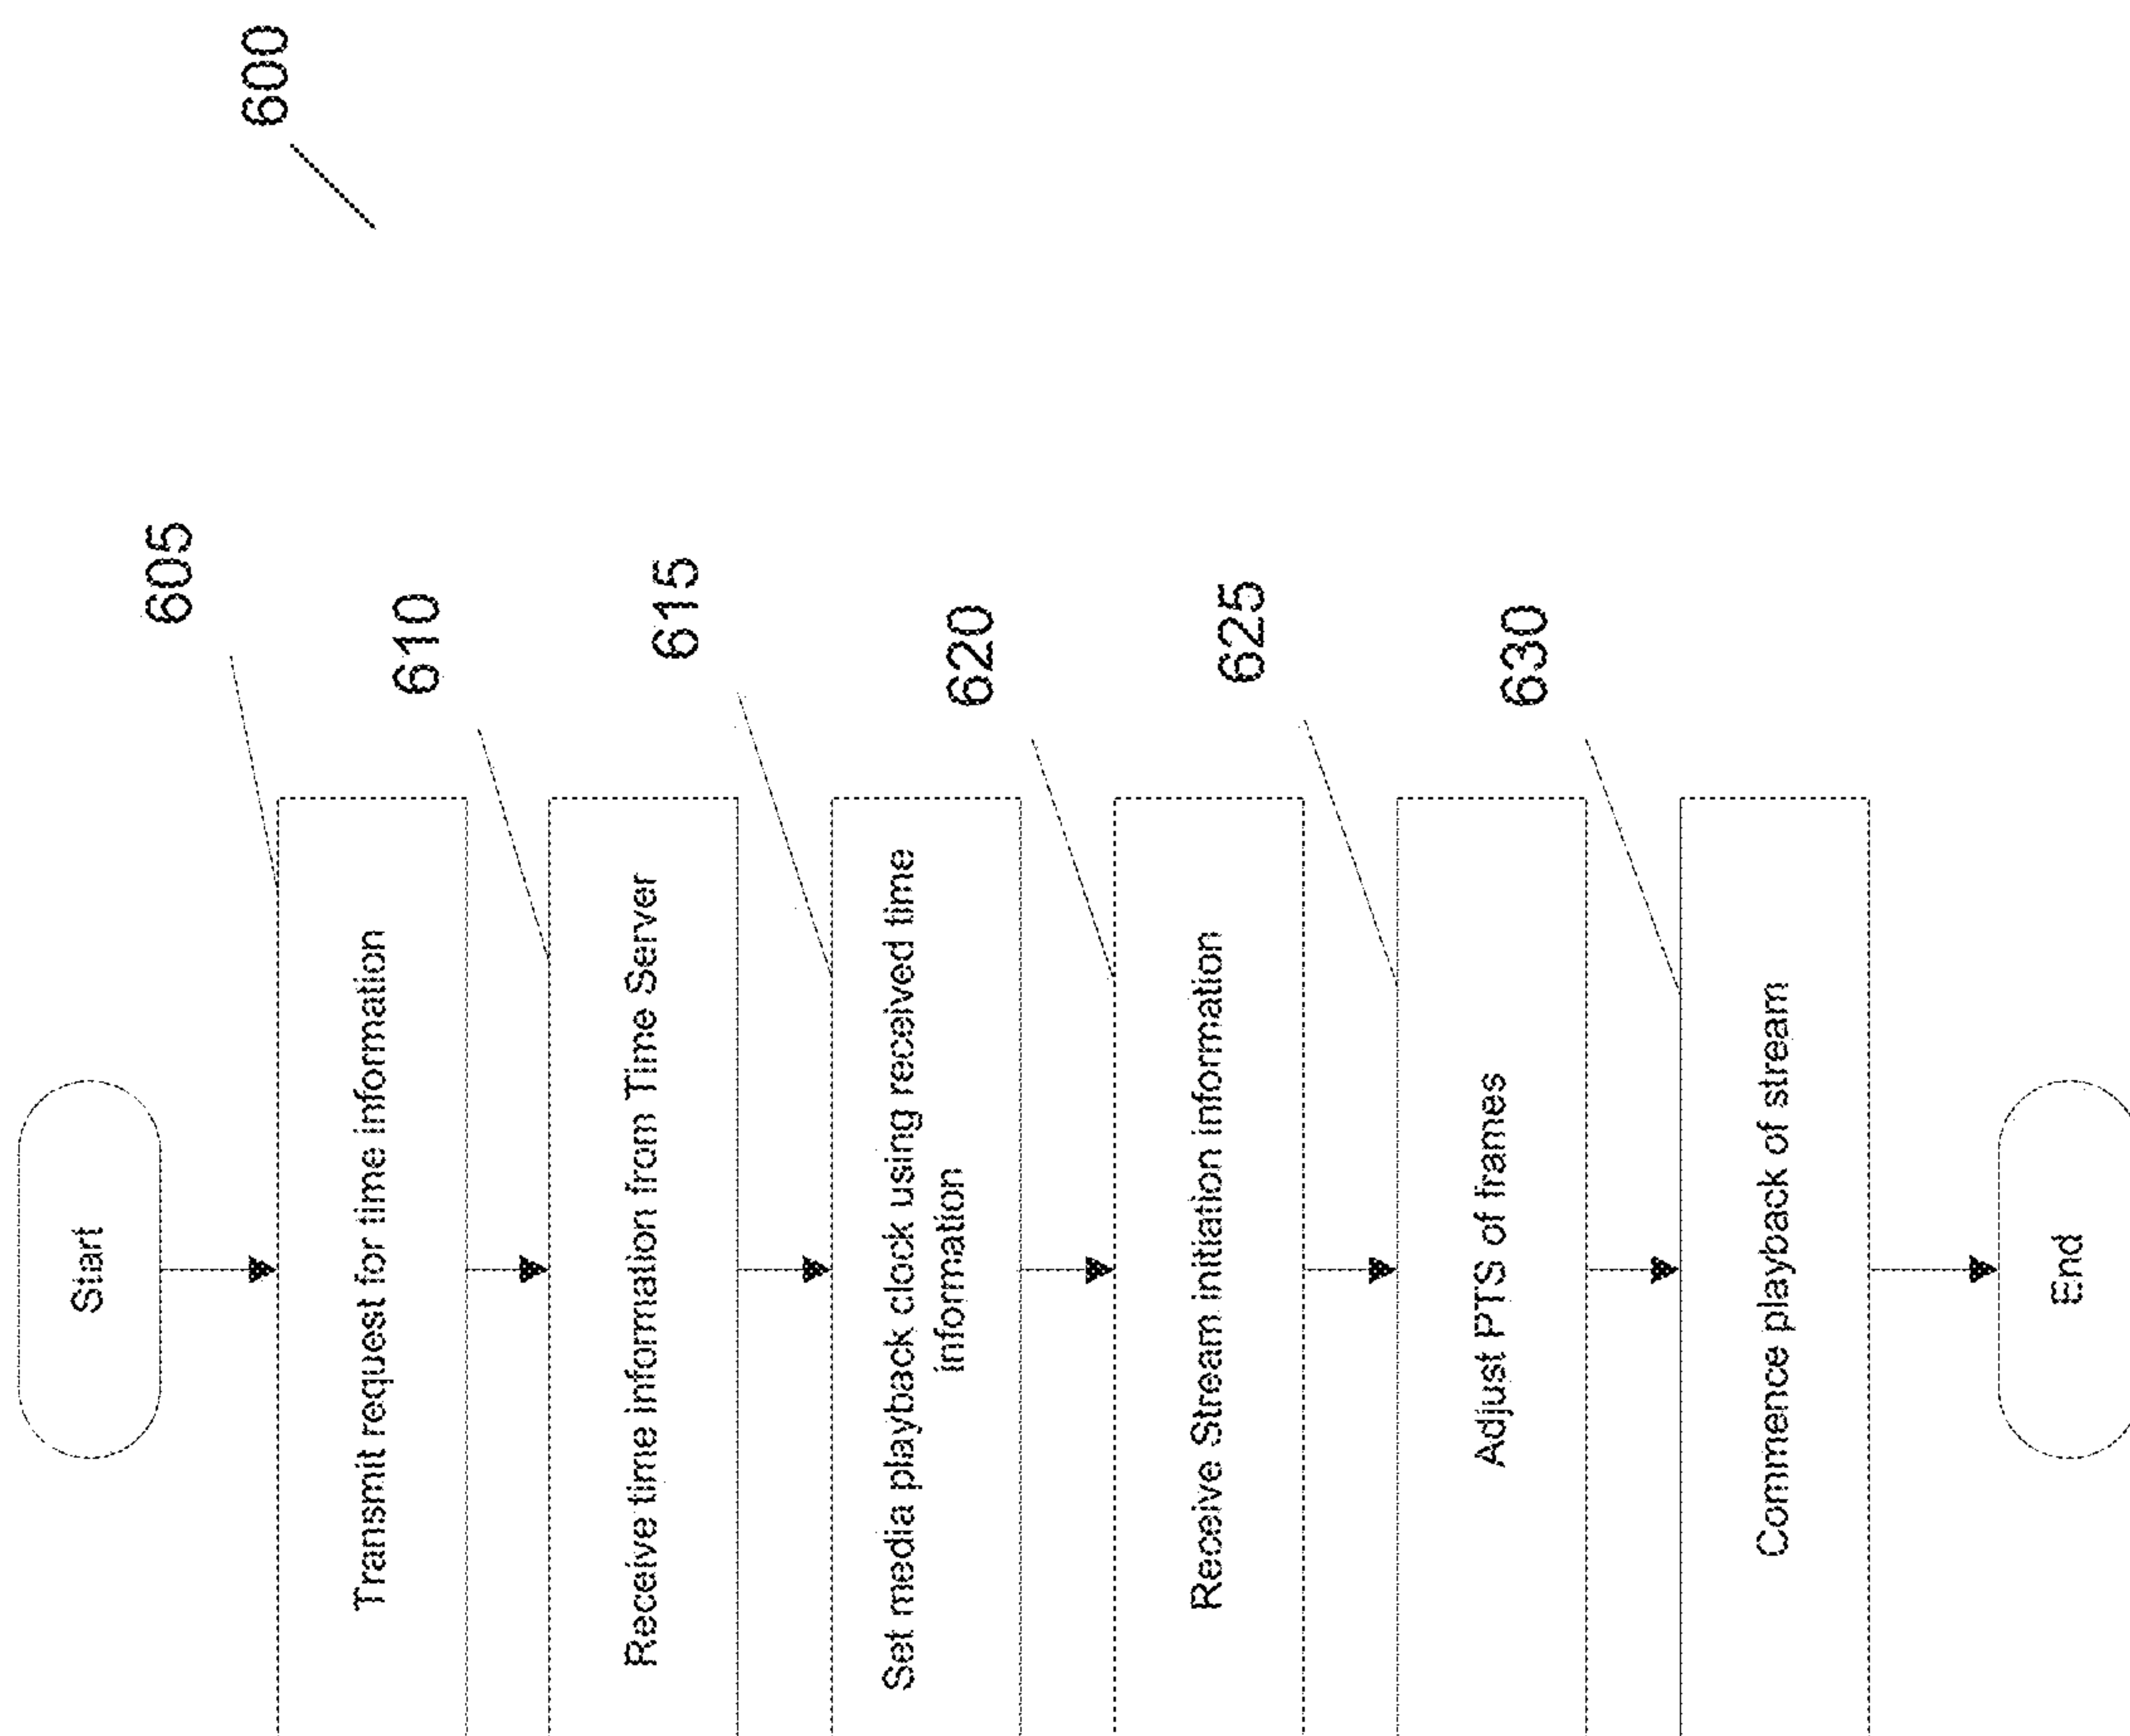 600
Start
605
Transmit request for time information
610
Receive time information from Time Server
615
Set media playback clock using received time
information
620
Receive Stream initiation information
625
Adjust PTS of frames
630
Commence playback of stream
End